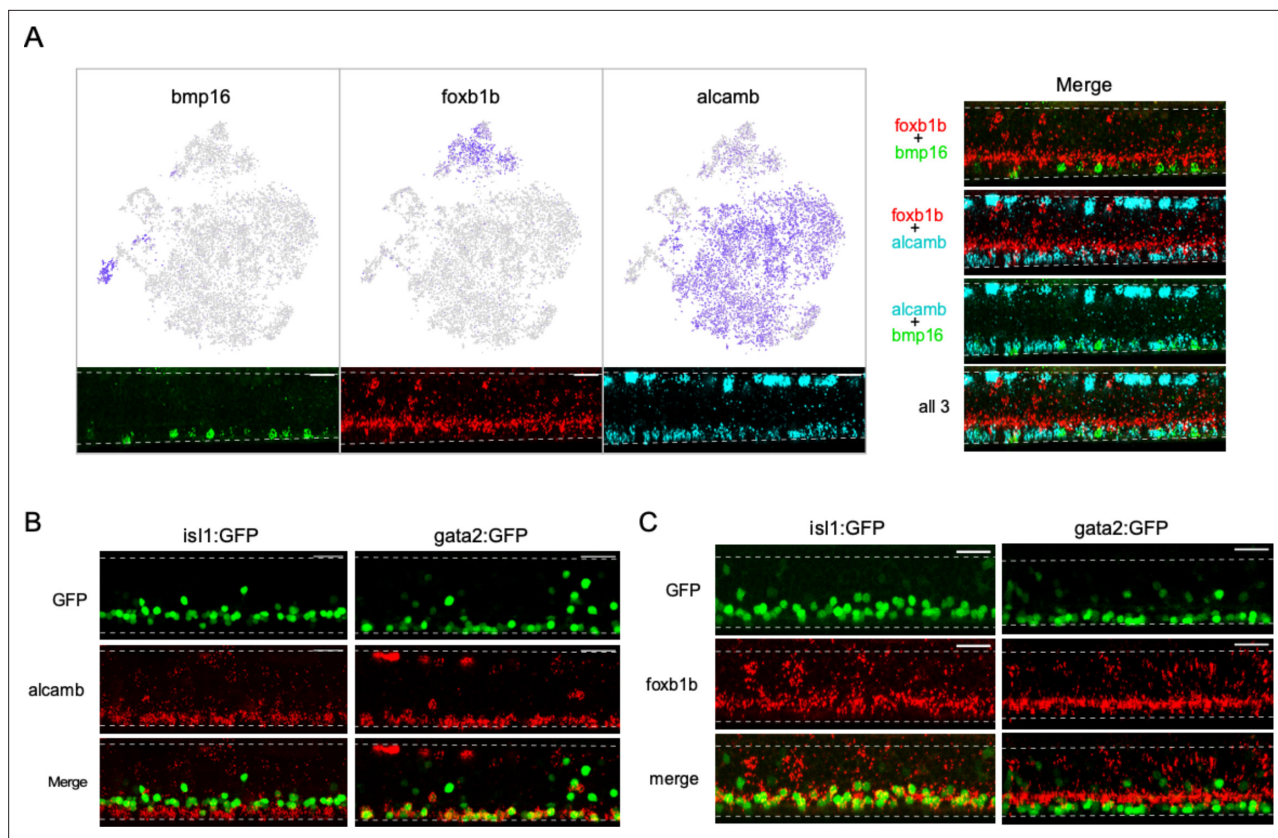 A
bmp16
foxb1b
alcamb
Merge
foxb1b
+
bmp16
foxb1b
+
alcamb
alcamb
+
bmp16
all 3
B
isl1:GFP
gata2:GFP
GFP
alcamb
Merge
C
isl1:GFP
gata2:GFP
GFP
foxb1b
merge